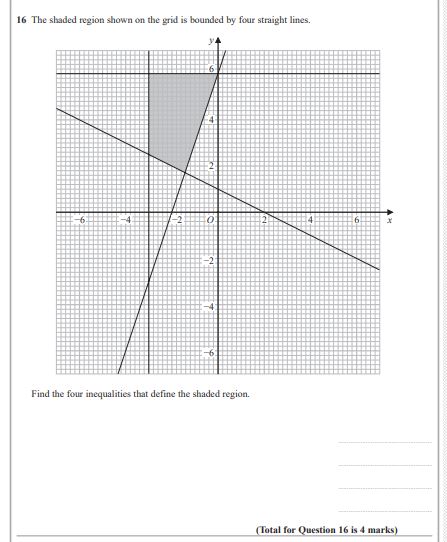 16 The shaded region shown on the grid is bounded by four straight lines.
y
6
4
2
−6 −4 −2 O 2 4 6 x
−2
−4
−6
Find the four inequalities that define the shaded region.
(Total for Question 16 is 4 marks)